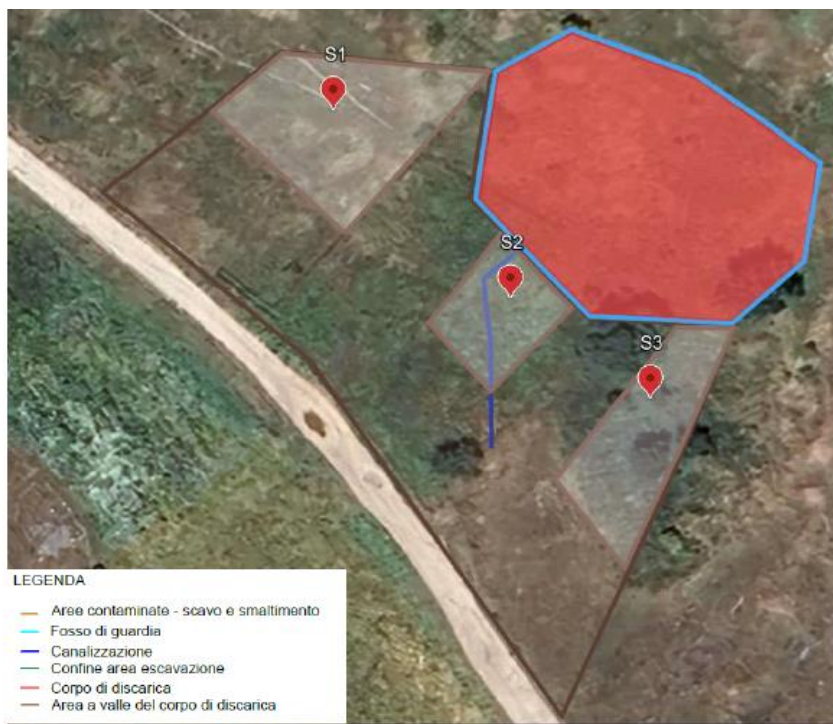 S1
S2
S3
LEGENDA
Aree contaminate - scavo e smaltimento
Fosso di guardia
Canalizzazione
Confine area escavazione
Corpo di discarica
Area a valle del corpo di discarica